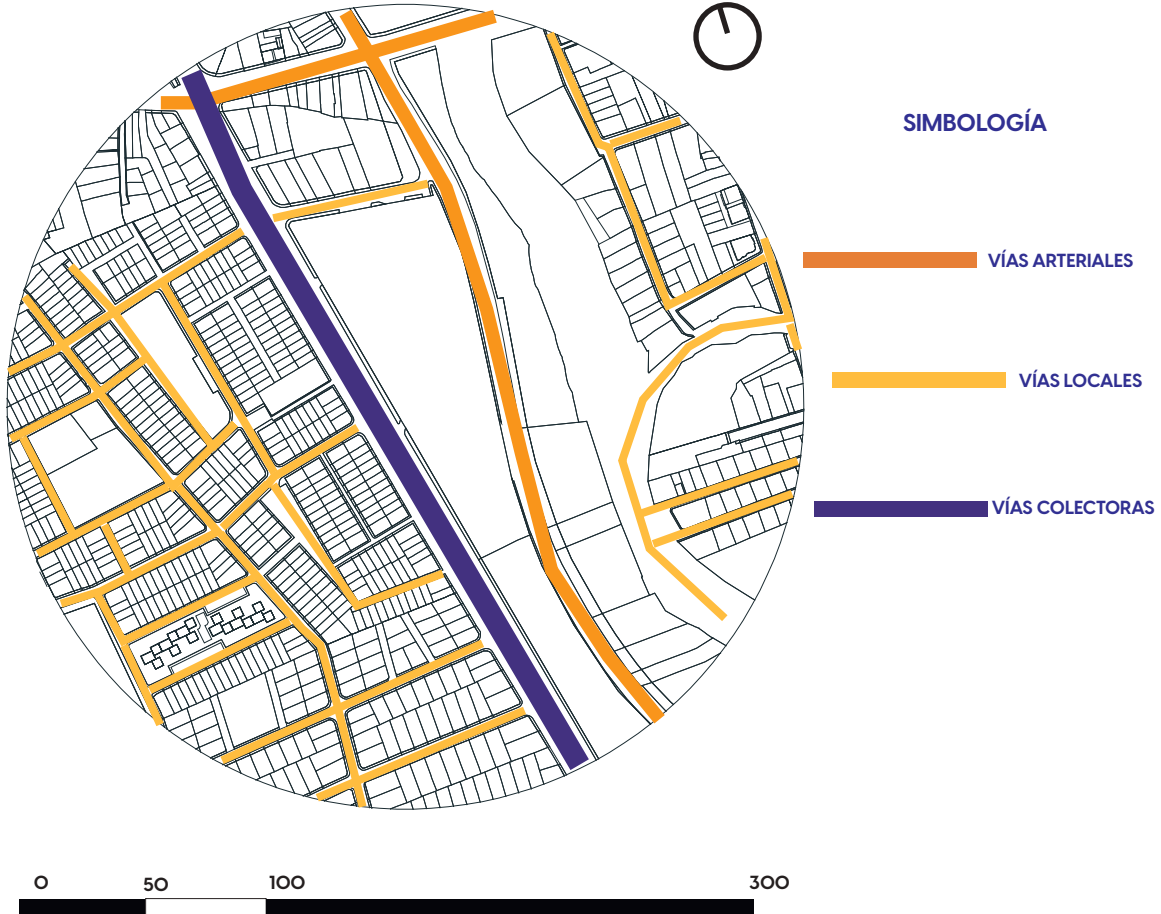 SIMBOLOGÍA
VÍAS ARTERIALES
VÍAS LOCALES
VÍAS COLECTORAS
0 50 100 300